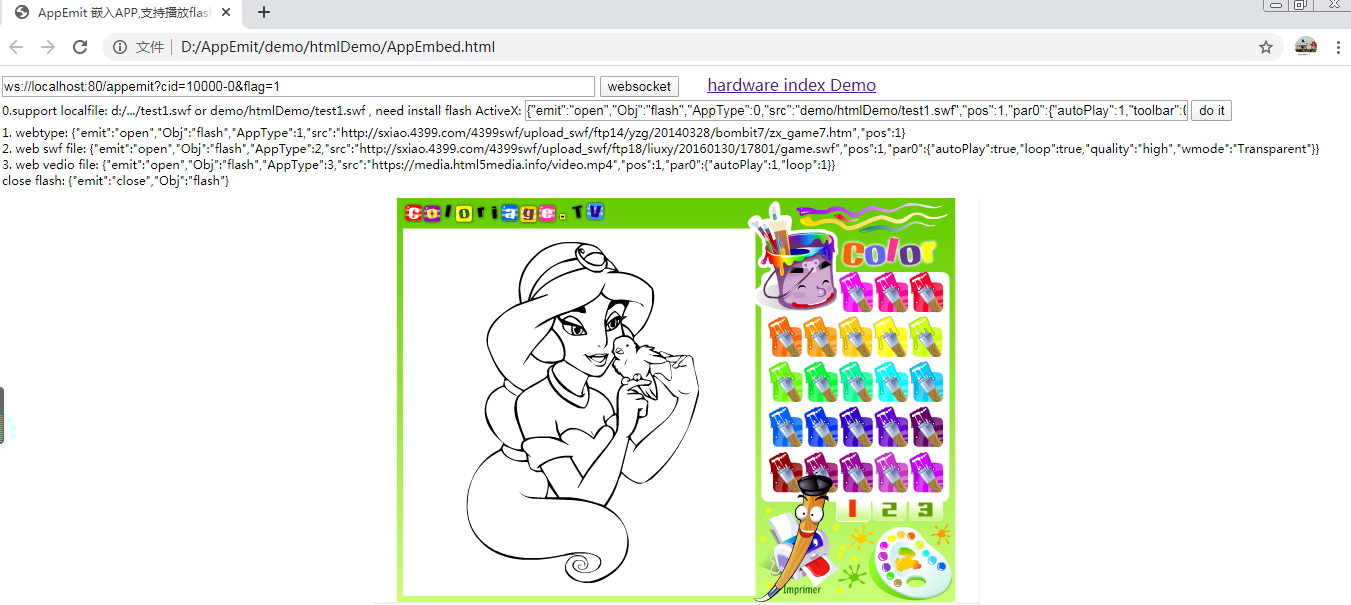 AppEmit 嵌入APP,支持播放flas
文件 D:/AppEmit/demo/htmlDemo/AppEmbed.html
ws://localhost:80/appemit?cid=10000-0&flag=1 websocket hardware index Demo
0.support localfile: d:/.../test1.swf or demo/htmlDemo/test1.swf , need install flash ActiveX: {"emit":"open","Obj":"flash","AppType":0,"src":"demo/htmlDemo/test1.swf","pos":1,"par0":{"autoPlay":1,"toolbar":( do it
1. webtype: {"emit":"open","Obj":"flash","AppType":1,"src":"http://sxiao.4399.com/4399swf/upload_swf/ftp14/yzg/20140328/bombit7/zx_game7.htm","pos":1}
2. web swf file: {"emit":"open","Obj":"flash","AppType":2,"src":"http://sxiao.4399.com/4399swf/upload_swf/ftp18/liuxy/20160130/17801/game.swf","pos":1,"par0":{"autoPlay":true,"loop":true,"quality":"high","wmode":"Transparent"}}
3. web vedio file: {"emit":"open","Obj":"flash","AppType":3,"src":"https://media.html5media.info/video.mp4","pos":1,"par0":{"autoPlay":1,"loop":1}}
close flash: {"emit":"close","Obj":"flash"}
Coloriage.TV
Color
1 2 3
Imprimer